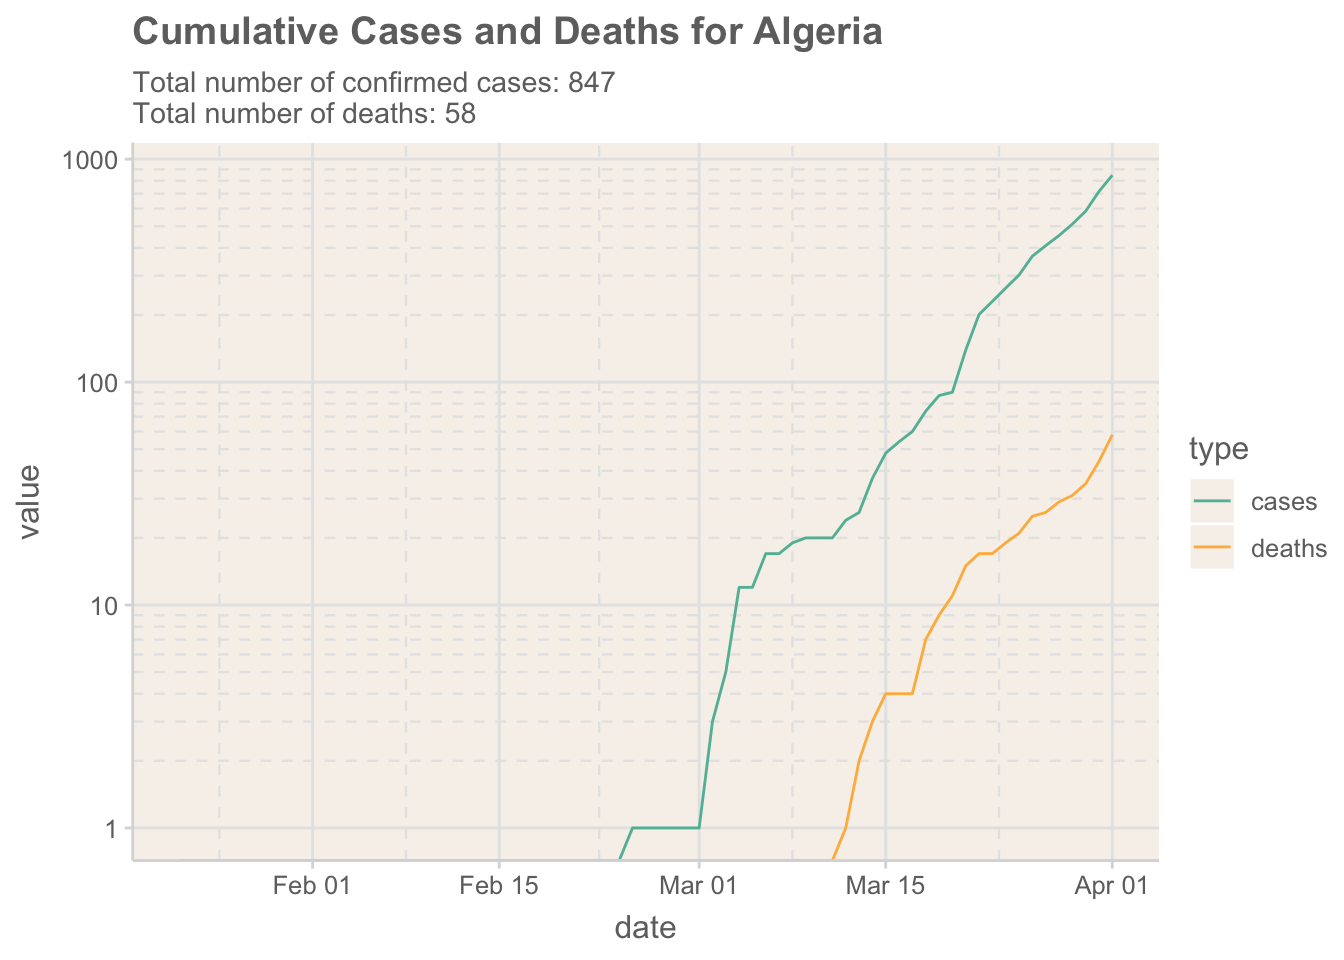 Cumulative Cases and Deaths for Algeria
Total number of confirmed cases: 847
Total number of deaths: 58
1000
100
10
1
value
Feb 01
Feb 15
Mar 01
Mar 15
Apr 01
date
type
cases
deaths